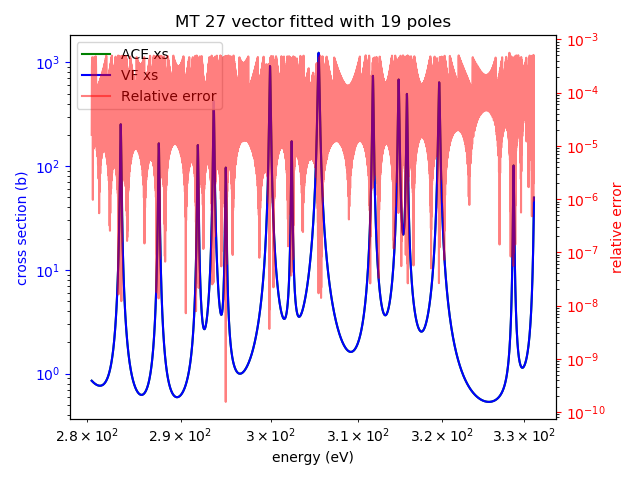 MT 27 vector fitted with 19 poles
ACE xs
VF xs
Relative error
10³
10²
10¹
10⁰
cross section (b)
10⁻³
10⁻⁴
10⁻⁵
10⁻⁶
10⁻⁷
10⁻⁸
10⁻⁹
10⁻¹⁰
relative error
2.8 × 10² 2.9 × 10² 3 × 10² 3.1 × 10² 3.2 × 10² 3.3 × 10²
energy (eV)